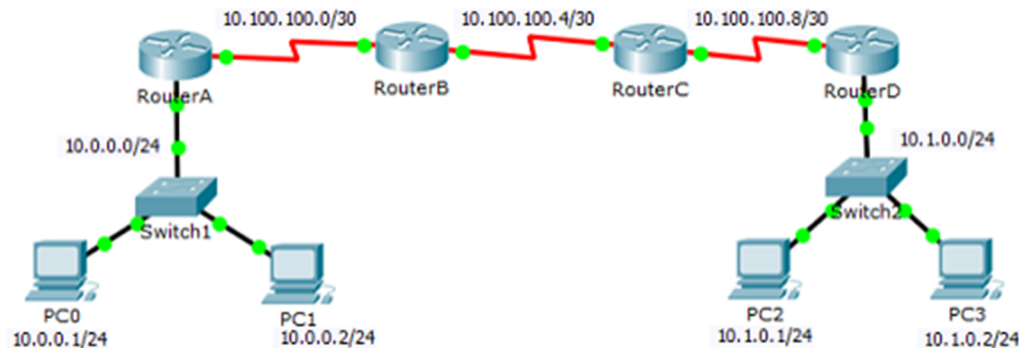 10.100.100.0/30
10.100.100.4/30
10.100.100.8/30
RouterA
RouterB
RouterC
RouterD
10.0.0.0/24
10.1.0.0/24
Switch1
Switch2
PC0
10.0.0.1/24
PC1
10.0.0.2/24
PC2
10.1.0.1/24
PC3
10.1.0.2/24